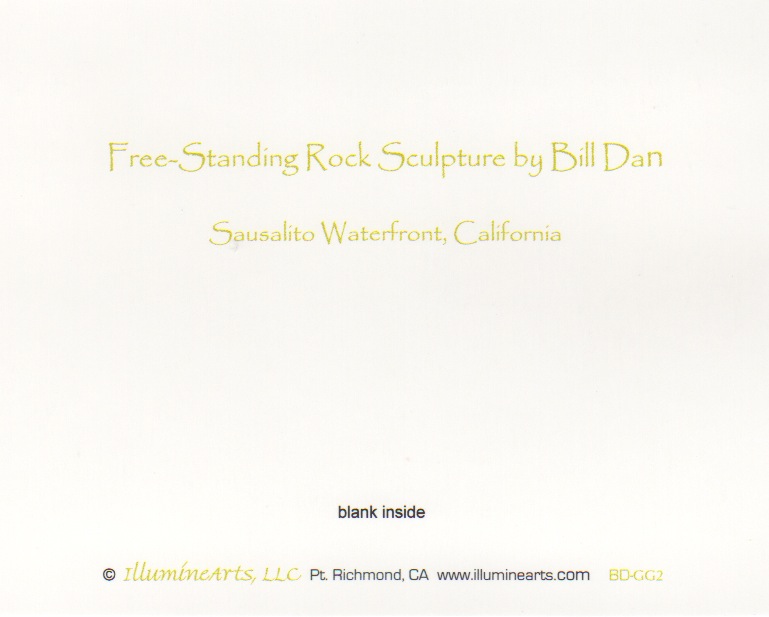 Free-Standing Rock Sculpture by Bill Dan
Sausalito Waterfront, California
blank inside
© IllumíneArts, LLC Pt. Richmond, CA www.illuminearts.com BD-GG2